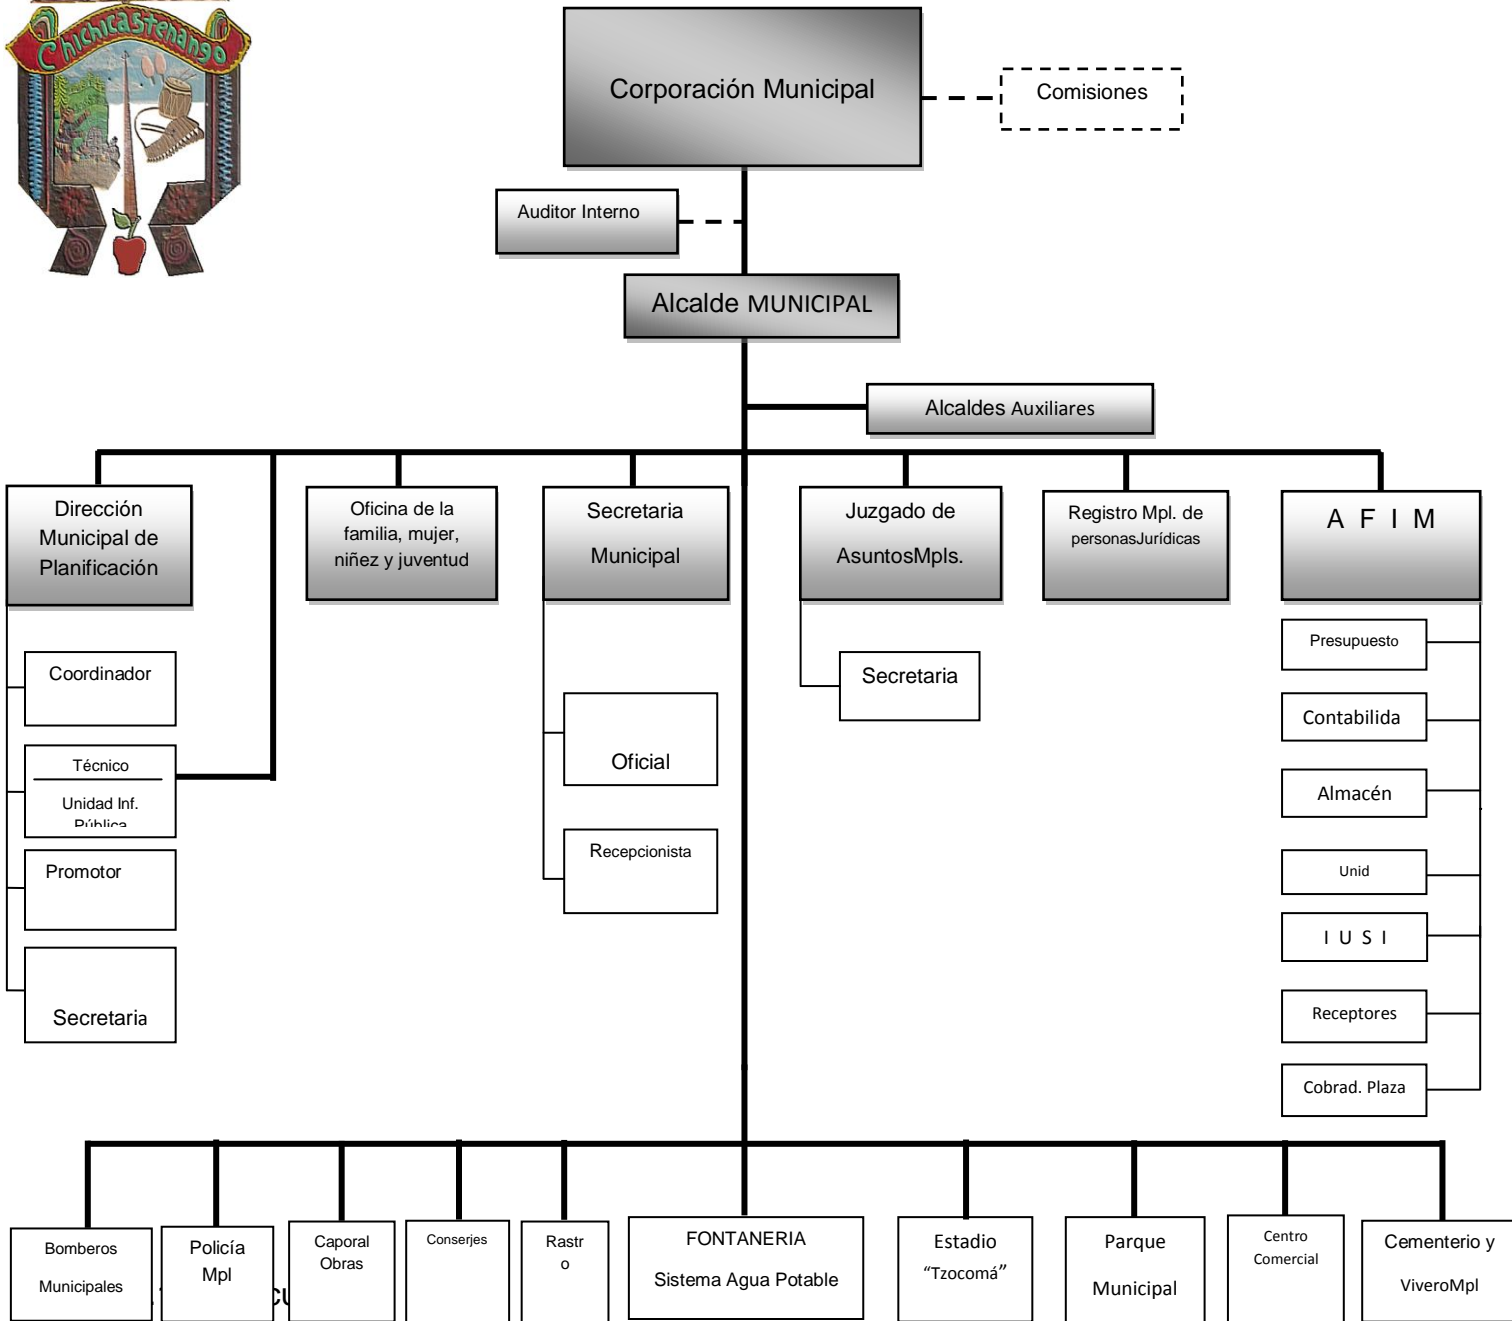 Chichicastenango
Corporación Municipal
Comisiones
Auditor Interno
Alcalde MUNICIPAL
Alcaldes Auxiliares
Dirección
Municipal de
Planificación
Oficina de la
familia, mujer,
niñez y juventud
Secretaria
Municipal
Juzgado de
AsuntosMpls.
Registro Mpl. de
personasJurídicas
A F I M
Coordinador
Técnico
Unidad Inf.
Pública
Promotor
Secretaria
Oficial
Recepcionista
Secretaria
Presupuesto
Contabilida
Almacén
Unid
I U S I
Receptores
Cobrad. Plaza
Bomberos
Municipales
Policía
Mpl
Caporal
Obras
Conserjes
Rastr
o
FONTANERIA
Sistema Agua Potable
Estadio
“Tzocomá”
Parque
Municipal
Centro
Comercial
Cementerio y
ViveroMpl